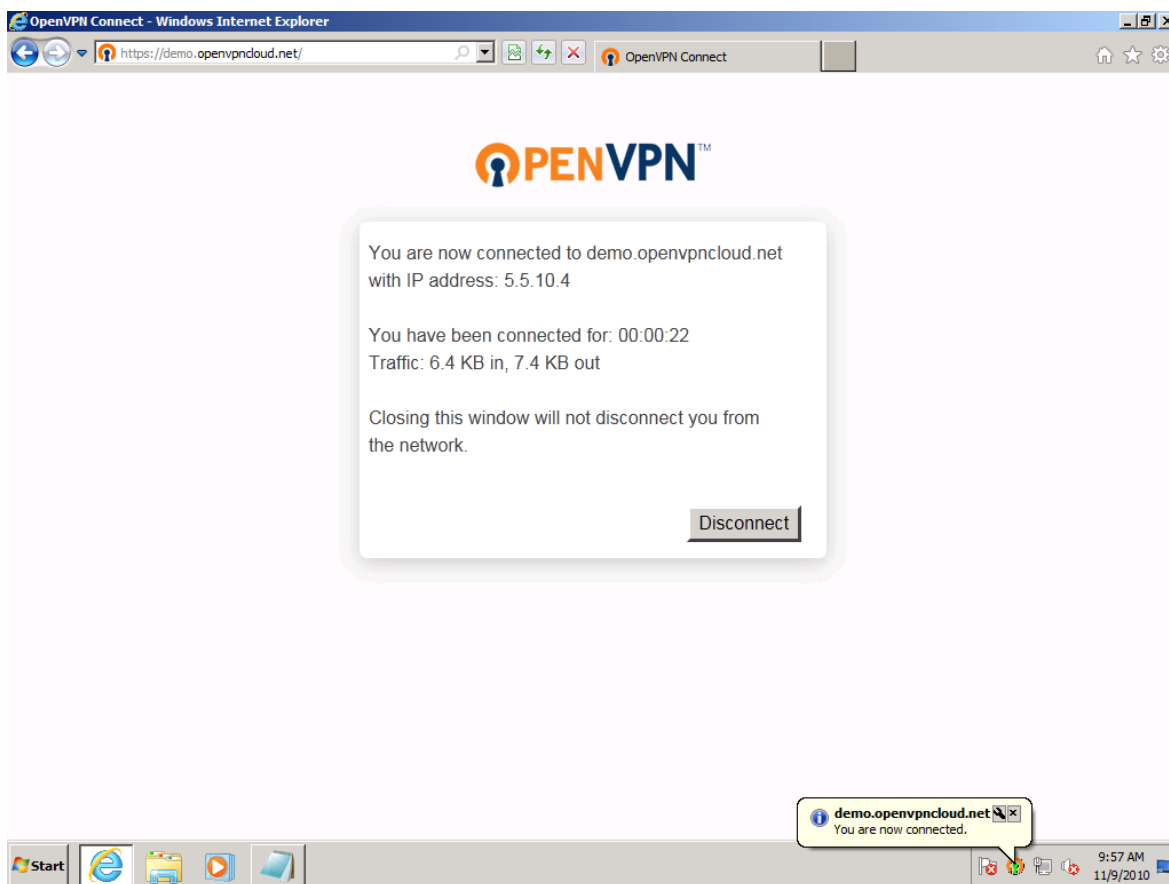 OpenVPN Connect - Windows Internet Explorer
https://demo.openvpncloud.net/
OpenVPN Connect
OPENVPN™
You are now connected to demo.openvpncloud.net
with IP address: 5.5.10.4
You have been connected for: 00:00:22
Traffic: 6.4 KB in, 7.4 KB out
Closing this window will not disconnect you from
the network.
Disconnect
demo.openvpncloud.net
You are now connected.
Start
9:57 AM
11/9/2010